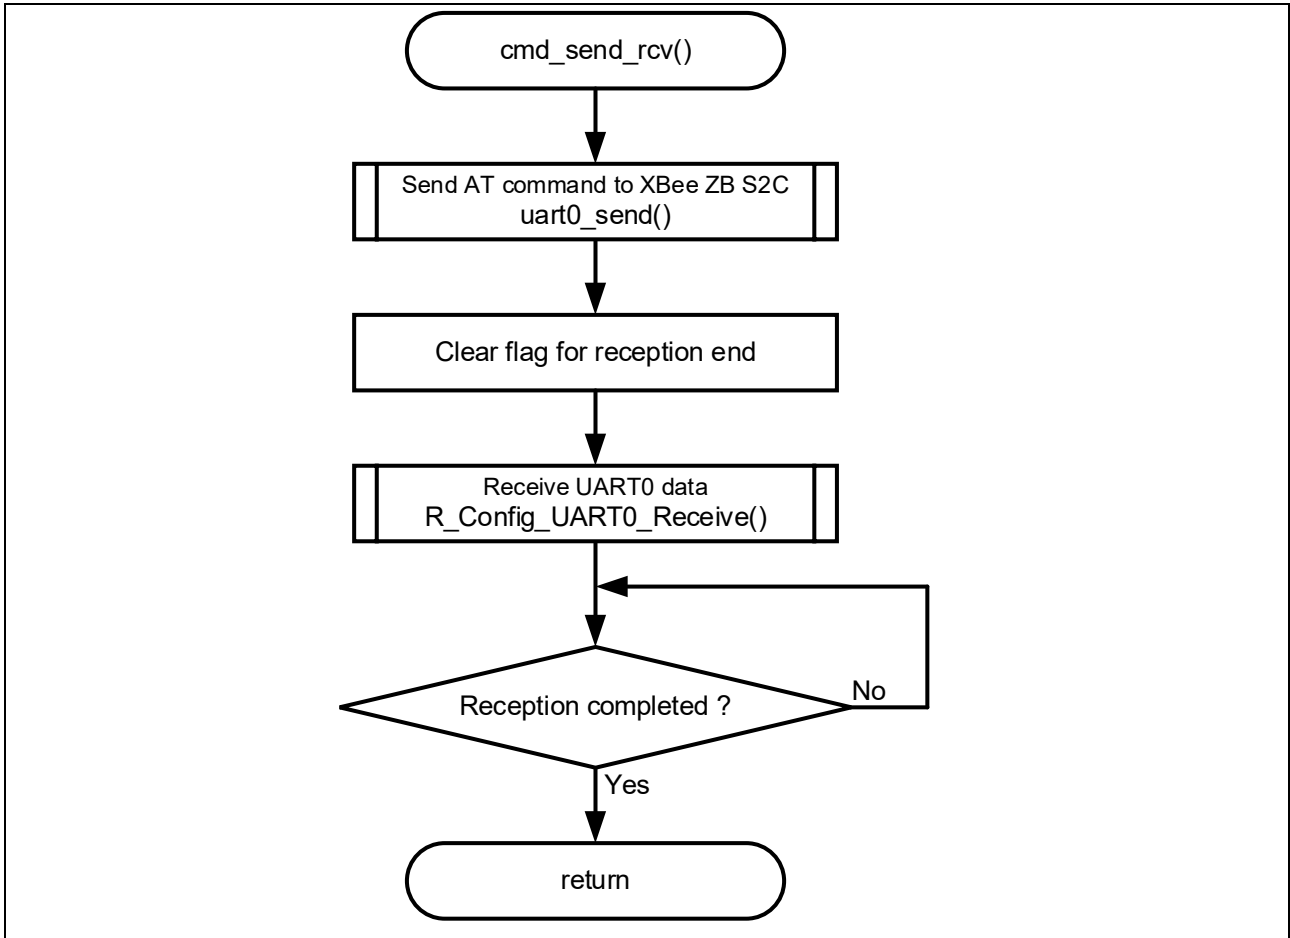 cmd_send_rcv()
Send AT command to XBee ZB S2C
uart0_send()
Clear flag for reception end
Receive UART0 data
R_Config_UART0_Receive()
No
Reception completed ?
Yes
return